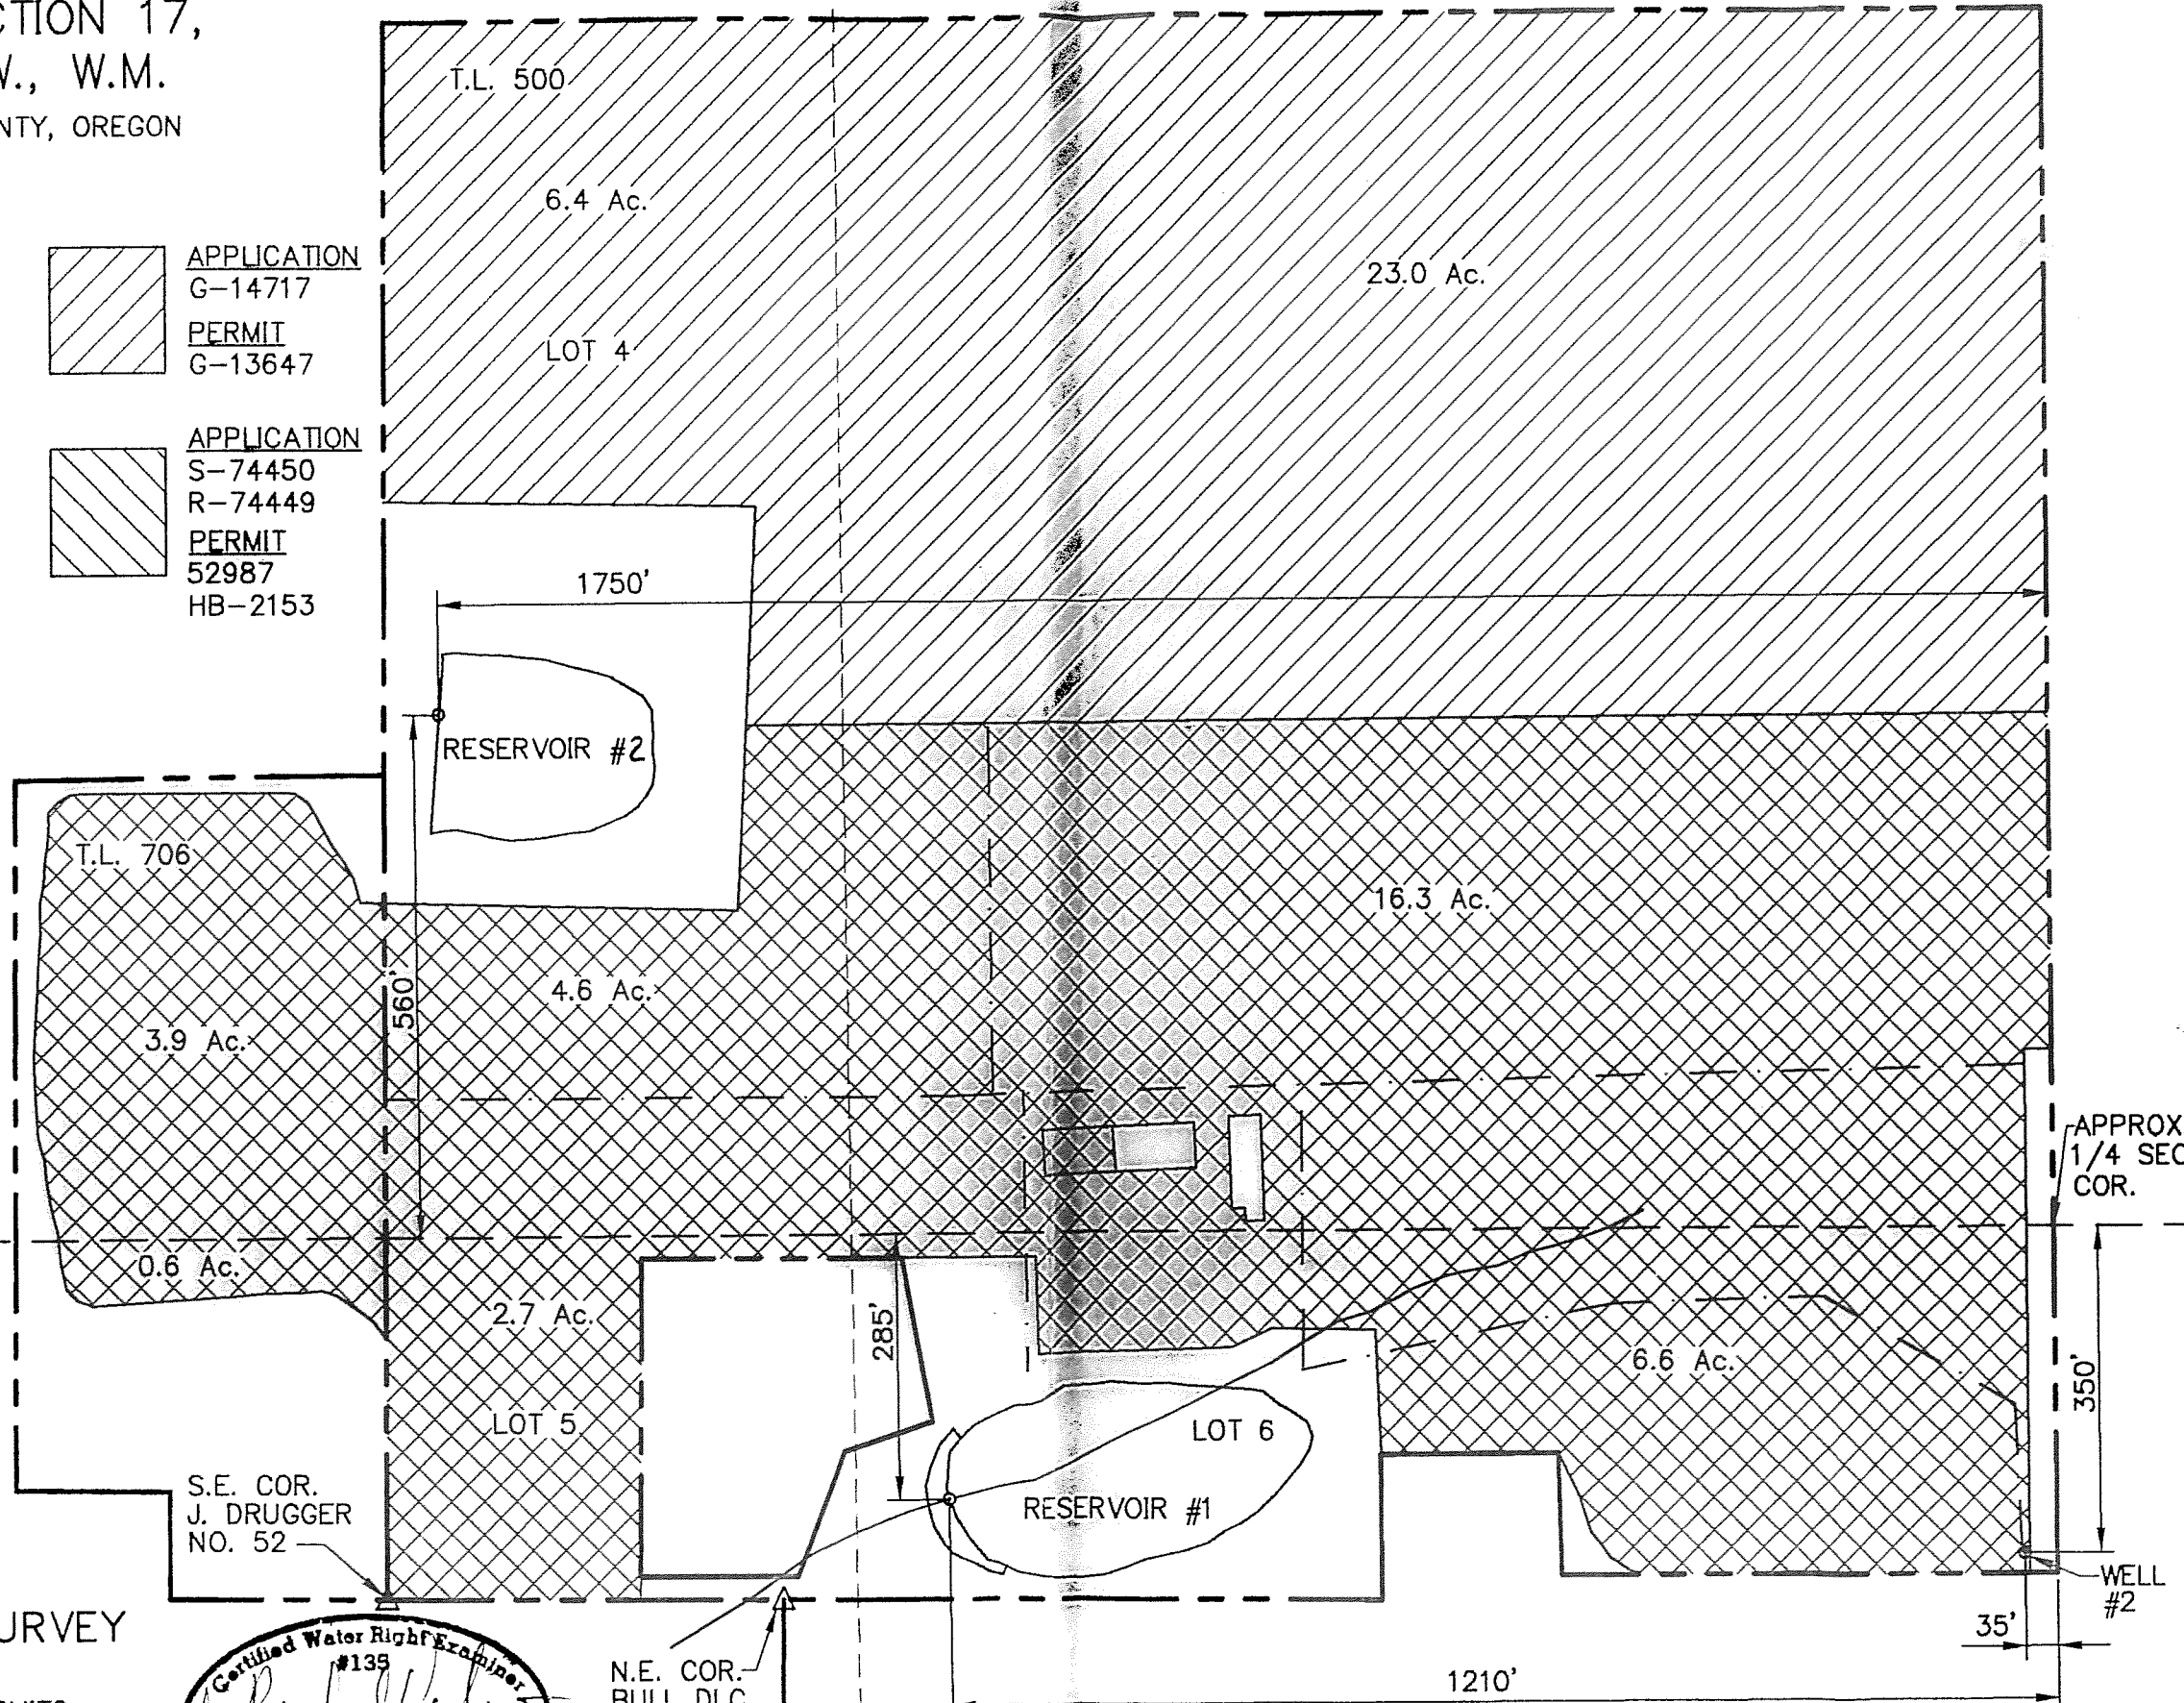 CTION 17,
W., W.M.
NTY, OREGON
APPLICATION
G-14717
PERMIT
G-13647
APPLICATION
S-74450
R-74449
PERMIT
52987
HB-2153
T.L. 500
6.4 Ac.
LOT 4
23.0 Ac.
1750'
RESERVOIR #2
T.L. 706
560'
4.6 Ac.
16.3 Ac.
3.9 Ac.
0.6 Ac.
2.7 Ac.
LOT 5
285'
LOT 6
RESERVOIR #1
6.6 Ac.
APPROX
1/4 SEC
COR.
350'
WELL
#2
35'
1210'
S.E. COR.
J. DRUGGER
NO. 52
URVEY
Certified Water Right Examiner
#135
N.E. COR.
BULL DLC